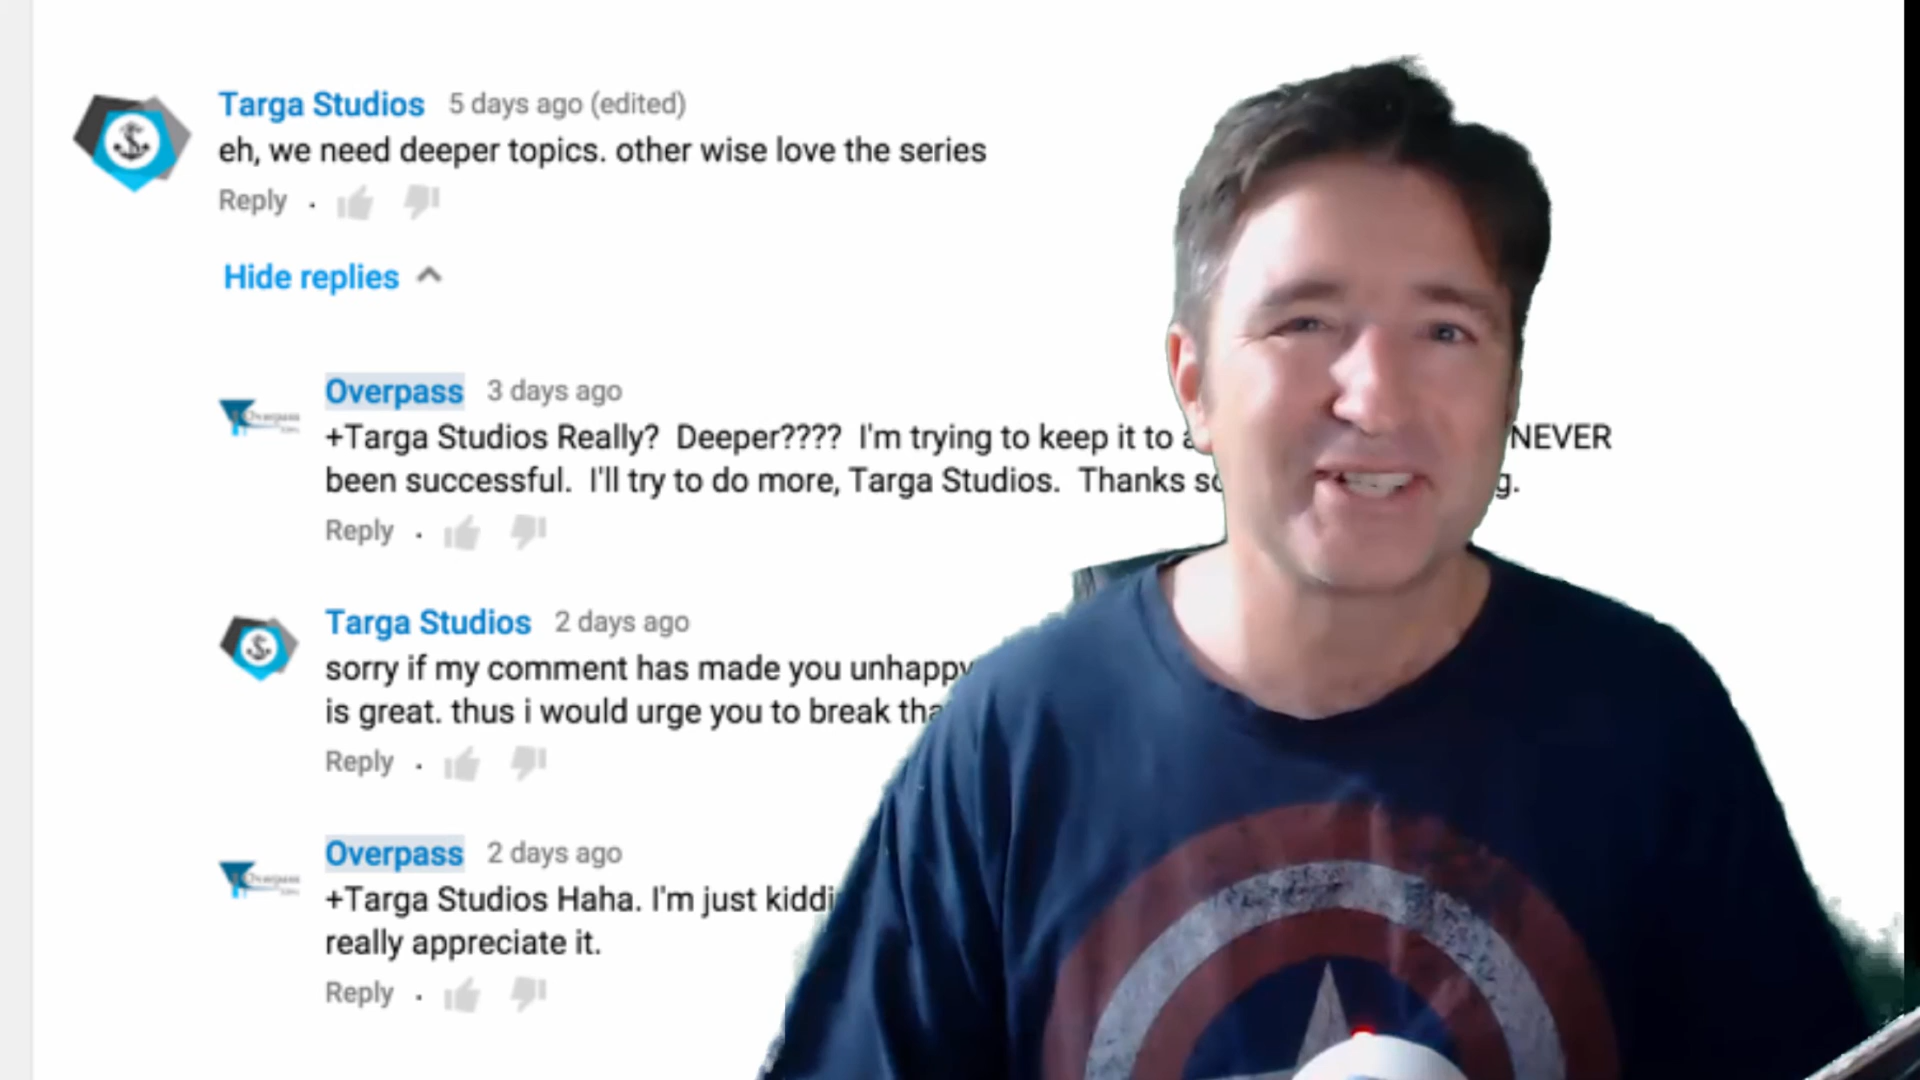 Targa Studios 5 days ago (edited)
eh, we need deeper topics. other wise love the series
Reply
Hide replies
Overpass 3 days ago
+Targa Studios Really? Deeper???? I'm trying to keep it to NEVER
been successful. I'll try to do more, Targa Studios. Thanks
Reply
Targa Studios 2 days ago
sorry if my comment has made you unhappy
is great. thus i would urge you to break
Reply
Overpass 2 days ago
+Targa Studios Haha. I'm just
really appreciate it.
Reply